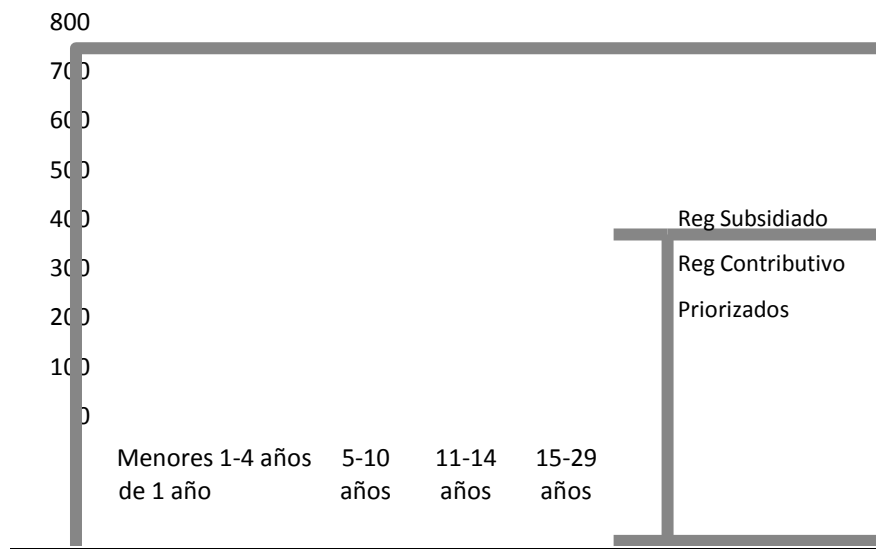 800
700
600
500
400
300
200
100
0
Reg Subsidiado
Reg Contributivo
Priorizados
Menores 1-4 años 5-10 11-14 15-29
de 1 año años años años